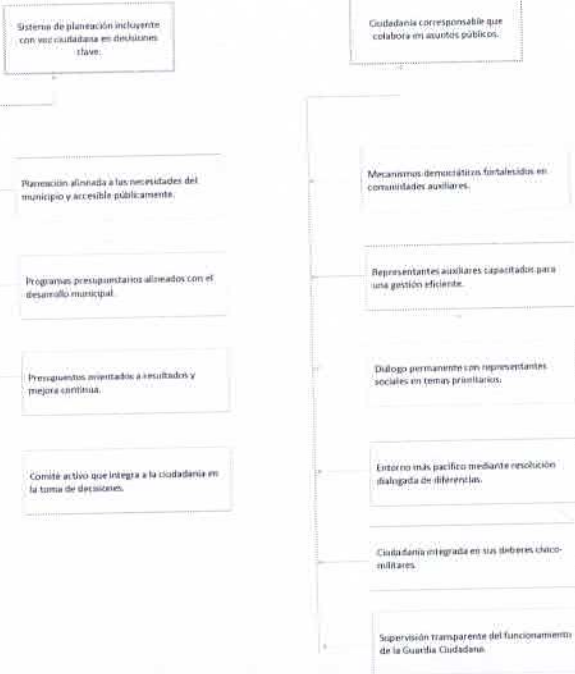 Sistema de planeación incluyente
con voz ciudadana en decisiones
clave.
Planeación alineada a las necesidades del
municipio y accesible públicamente.
Programas presupuestarios alineados con el
desarrollo municipal.
Presupuestos orientados a resultados y
mejora continua.
Comité activo que integra a la ciudadanía en
la toma de decisiones.
Ciudadanía corresponsable que
colabora en asuntos públicos.
Mecanismos democráticos fortalecidos en
comunidades auxiliares.
Representantes auxiliares capacitados para
una gestión eficiente.
Diálogo permanente con representantes
sociales en temas prioritarios.
Entorno más pacífico mediante resolución
dialogada de diferencias.
Ciudadanía integrada en sus deberes cívico-
militares.
Supervisión transparente del funcionamiento
de la Guardia Ciudadana.